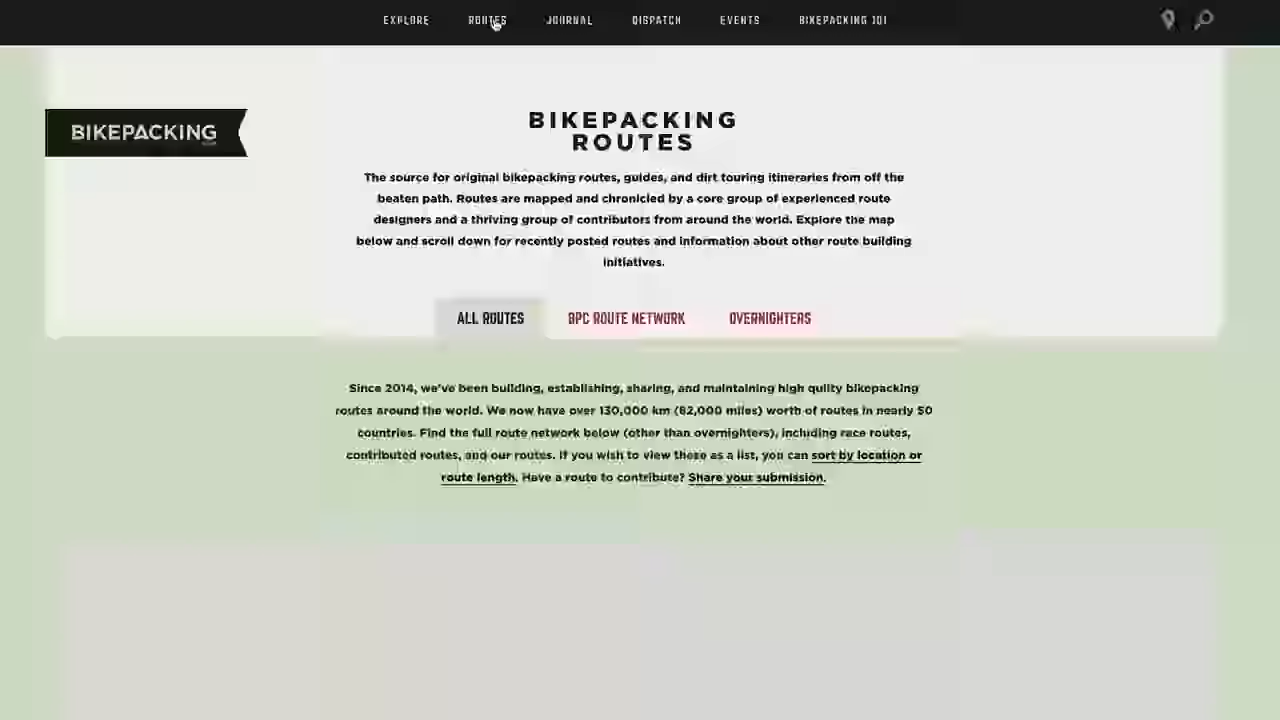 EXPLORE ROUTES JOURNAL DISPATCH EVENTS BIKEPACKING 101
BIKEPACKING
BIKEPACKING
ROUTES
The source for original bikepacking routes, guides, and dirt touring itineraries from off the
beaten path. Routes are mapped and chronicled by a core group of experienced route
designers and a thriving group of contributors from around the world. Explore the map
below and scroll down for recently posted routes and information about other route building
initiatives.
ALL ROUTES BPC ROUTE NETWORK OVERNIGHTERS
Since 2014, we've been building, establishing, sharing, and maintaining high qulity bikepacking
routes around the world. We now have over 130,000 km (82,000 miles) worth of routes in nearly 50
countries. Find the full route network below (other than overnighters), including race routes,
contributed routes, and our routes. If you wish to view these as a list, you can sort by location or
route length. Have a route to contribute? Share your submission.